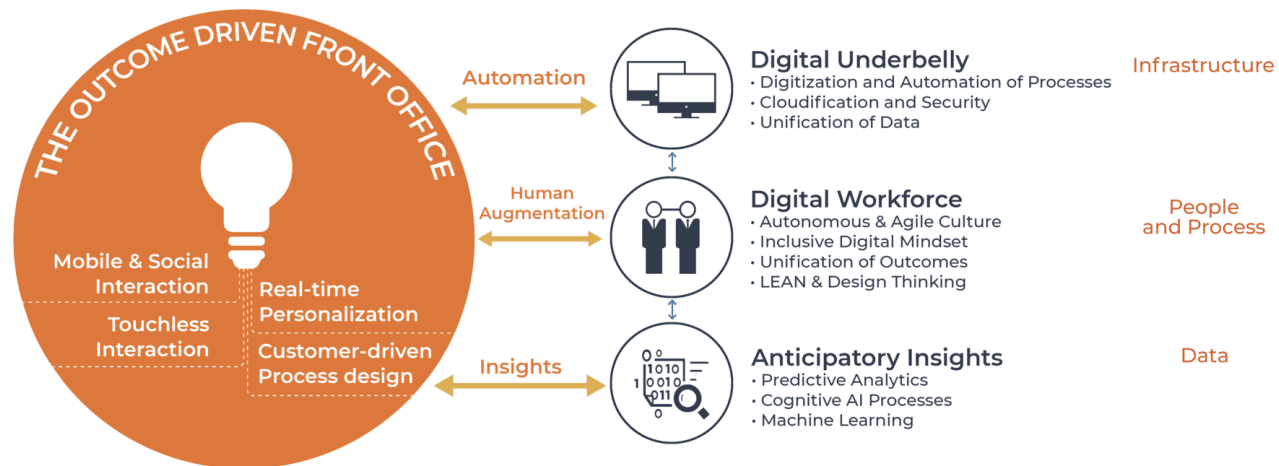 THE OUTCOME DRIVEN FRONT OFFICE
Mobile & Social
Interaction
Touchless
Interaction
Real-time
Personalization
Customer-driven
Process design
Automation
Digital Underbelly
• Digitization and Automation of Processes
• Cloudification and Security
• Unification of Data
Infrastructure
Human
Augmentation
Digital Workforce
• Autonomous & Agile Culture
• Inclusive Digital Mindset
• Unification of Outcomes
• LEAN & Design Thinking
People
and Process
Insights
1010
1001010
1011
Anticipatory Insights
• Predictive Analytics
• Cognitive AI Processes
• Machine Learning
Data